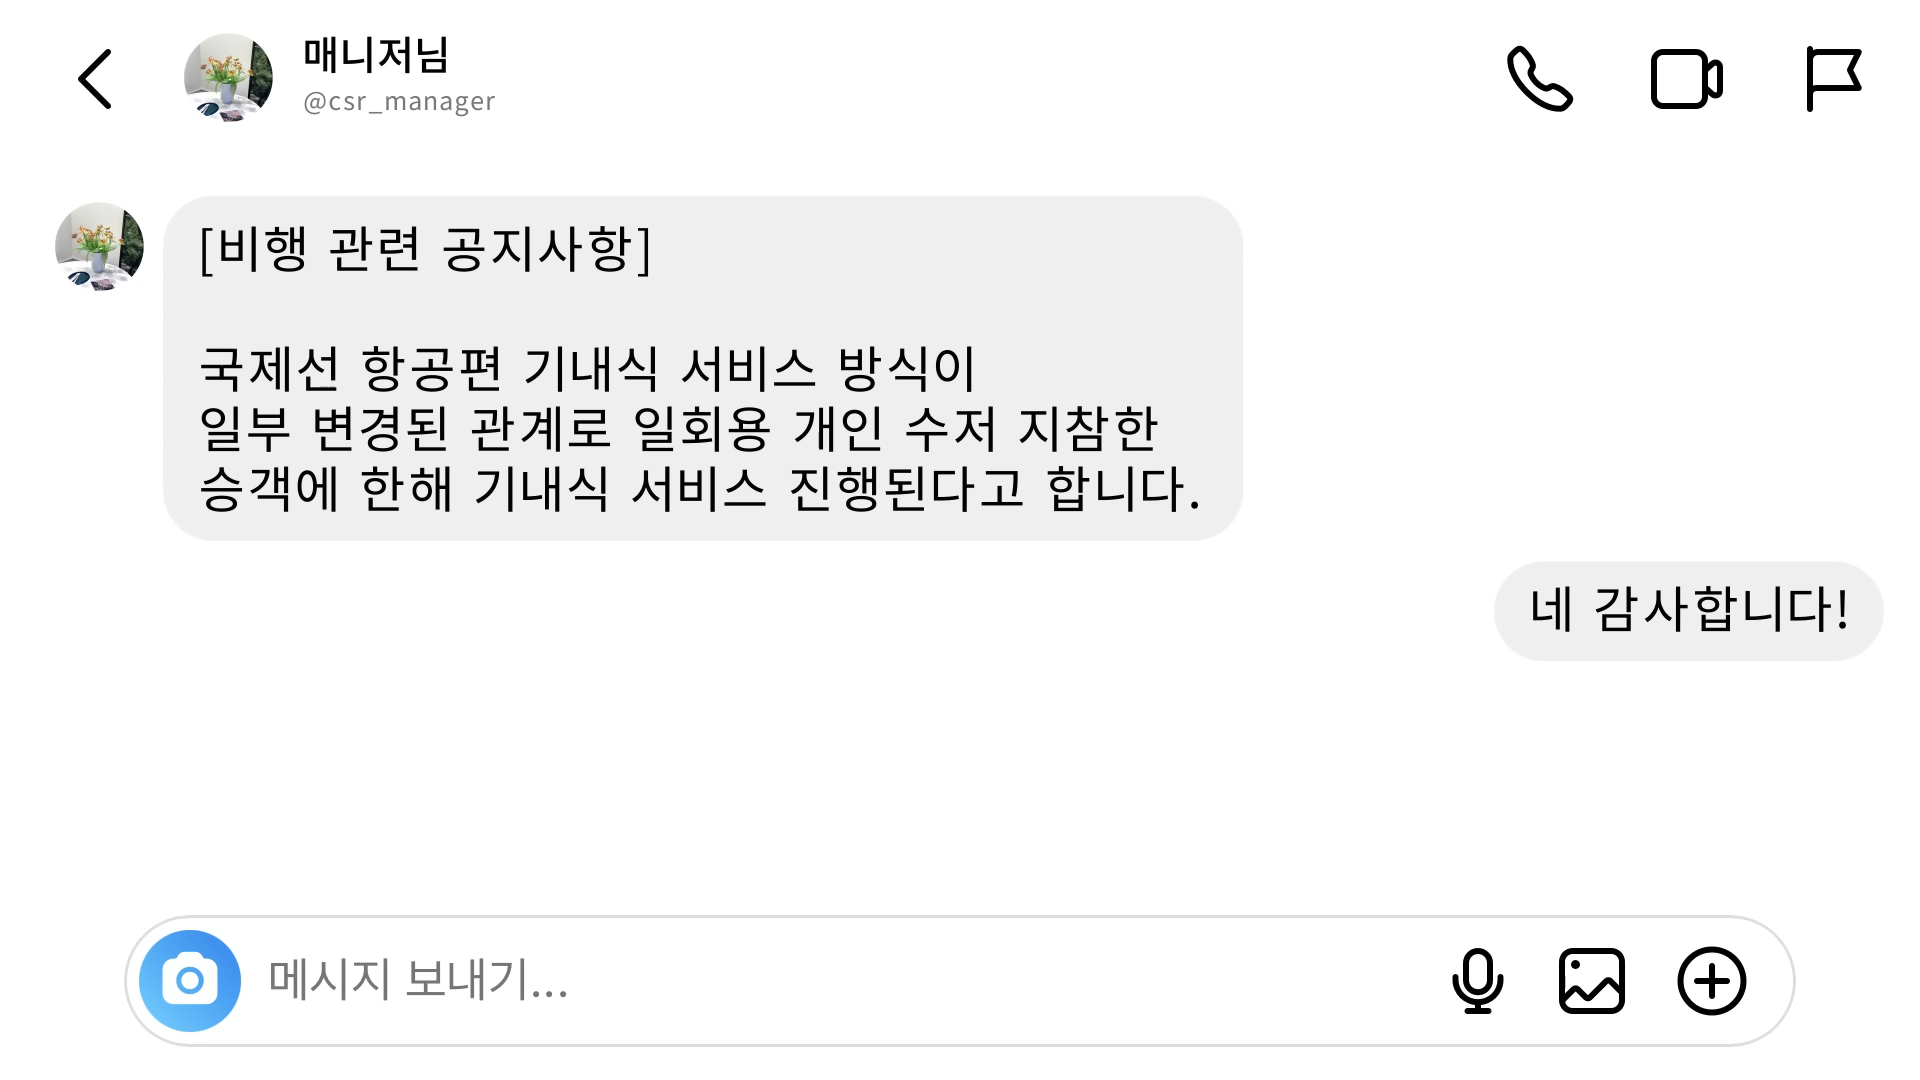 매니저님
@csr_manager
[비행 관련 공지사항]
국제선 항공편 기내식 서비스 방식이
일부 변경된 관계로 일회용 개인 수저 지참한
승객에 한해 기내식 서비스 진행된다고 합니다.
네 감사합니다!
메시지 보내기...